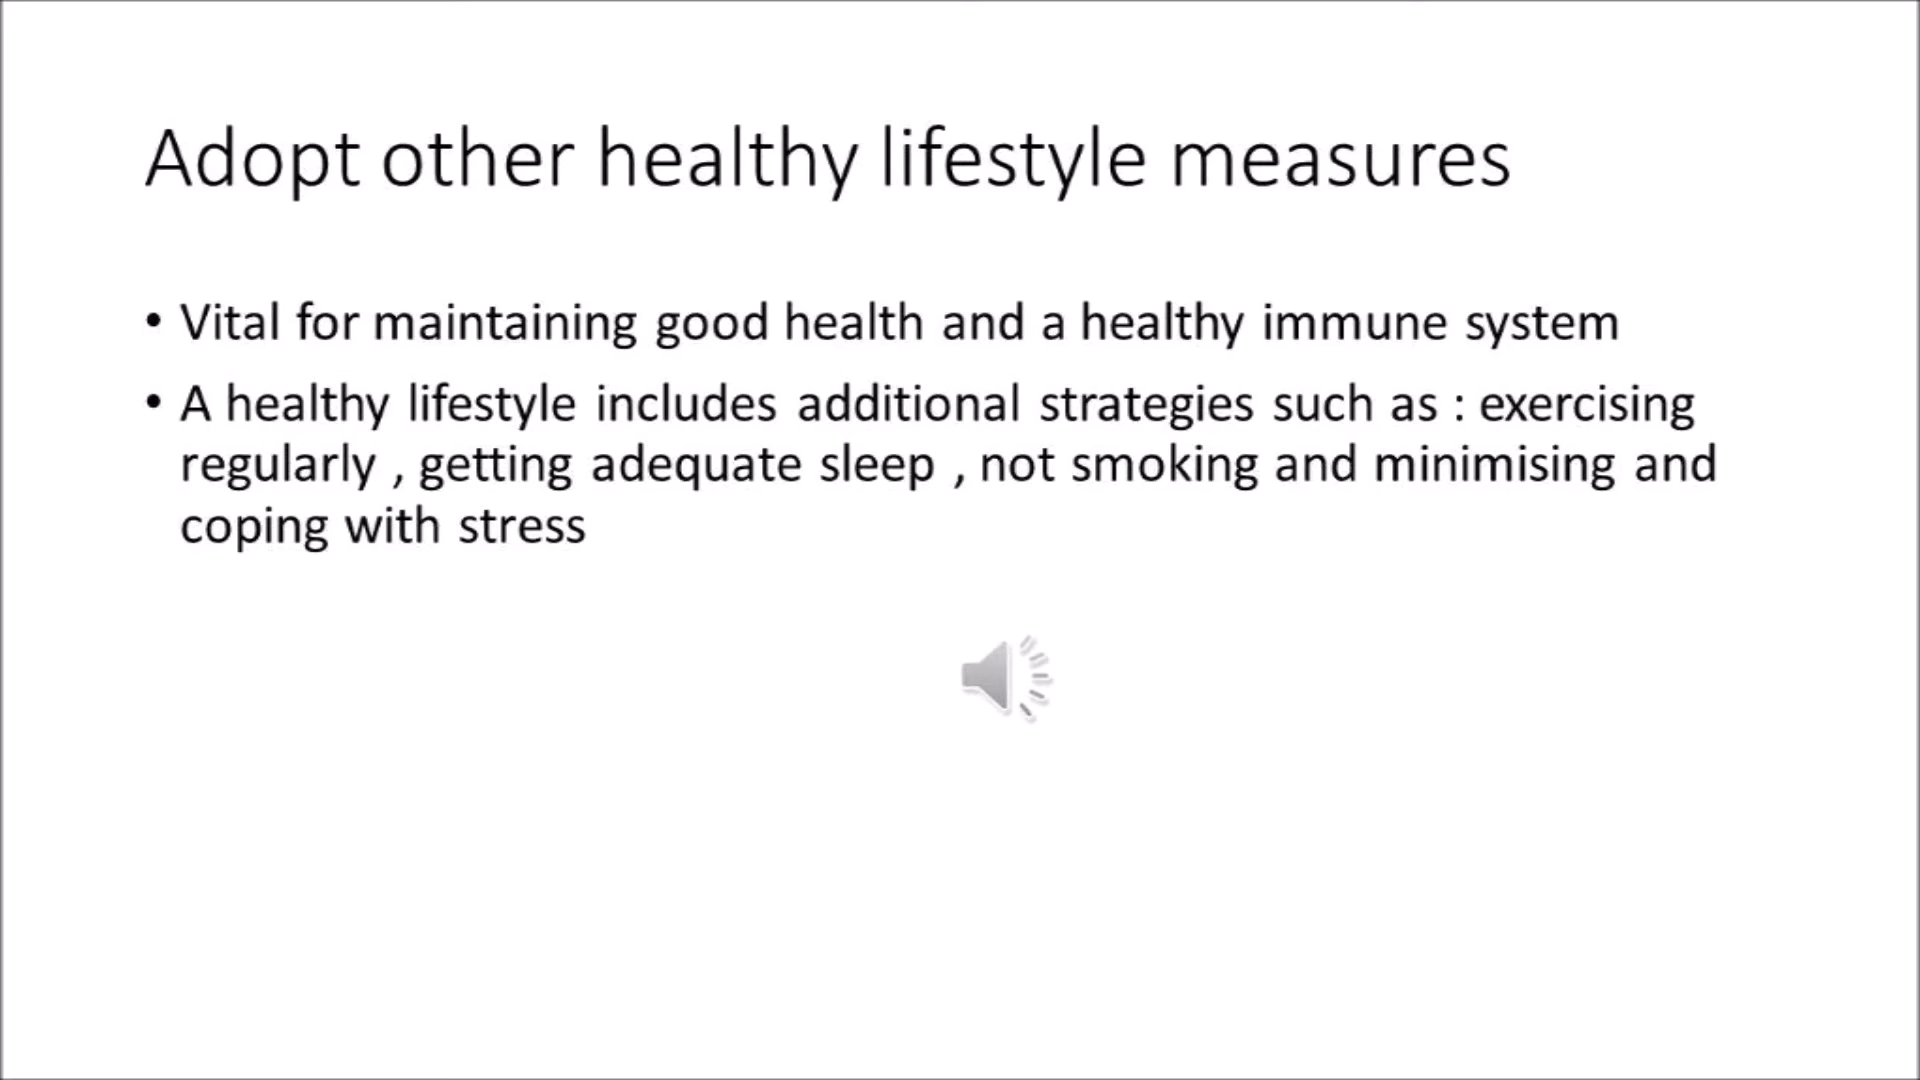 Adopt other healthy lifestyle measures
• Vital for maintaining good health and a healthy immune system
• A healthy lifestyle includes additional strategies such as : exercising
regularly , getting adequate sleep , not smoking and minimising and
coping with stress